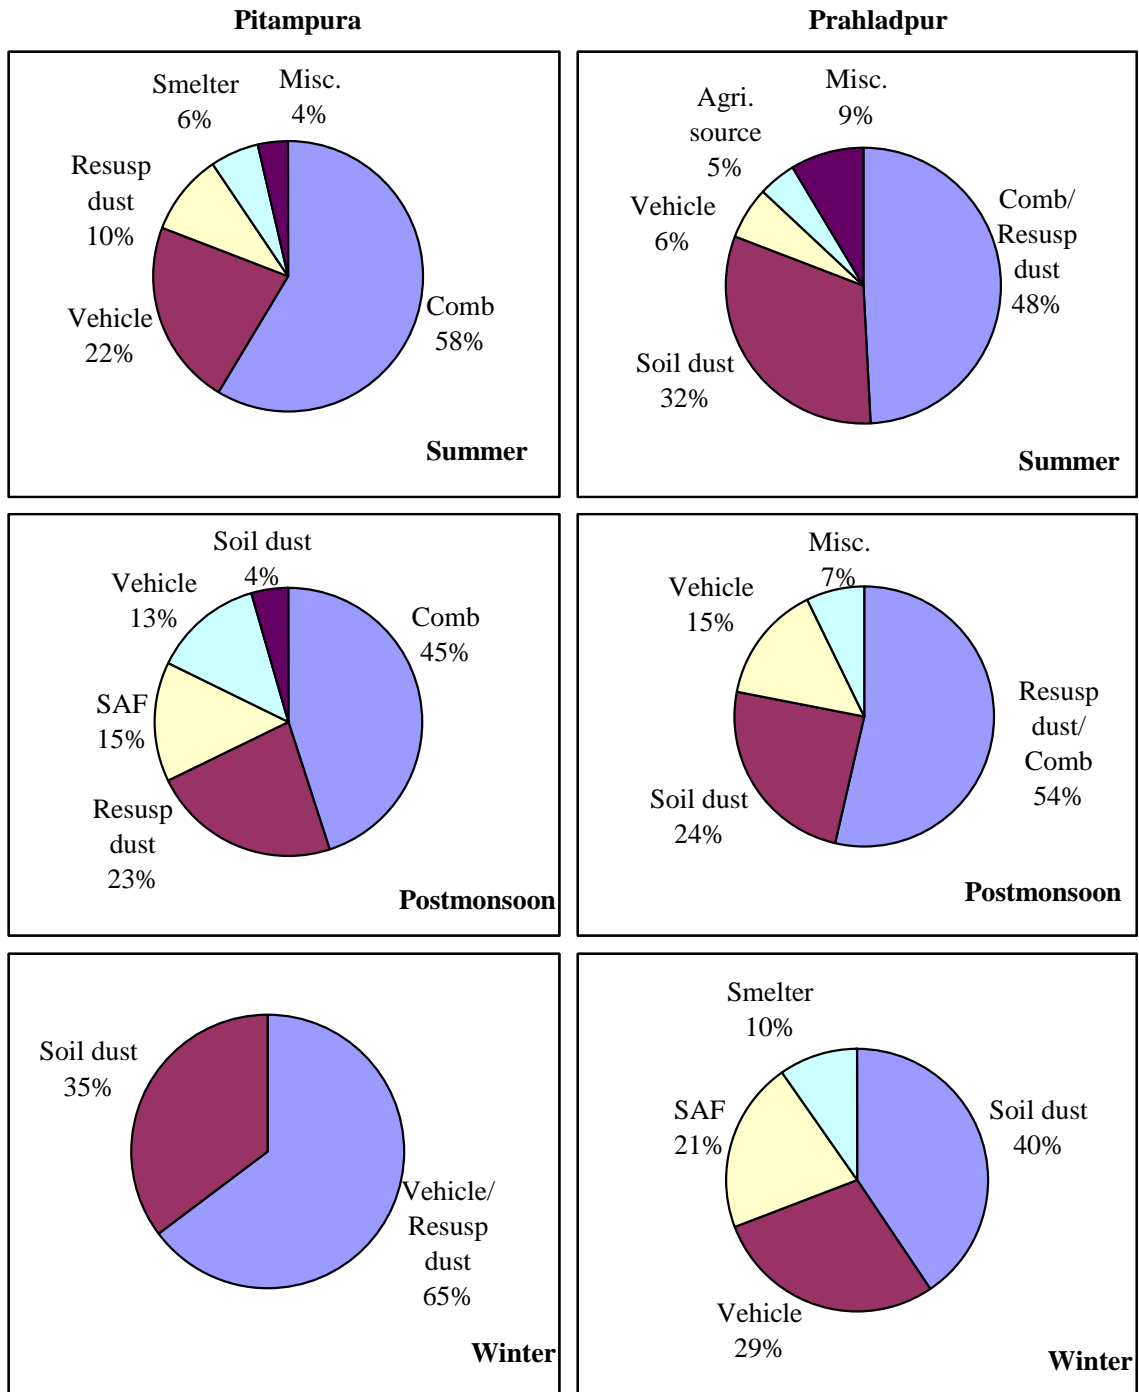 Pitampura
Prahladpur
Smelter
6%
Misc.
4%
Resusp
dust
10%
Vehicle
22%
Comb
58%
Summer
Agri.
source
5%
Misc.
9%
Vehicle
6%
Comb/
Resusp
dust
48%
Soil dust
32%
Summer
Soil dust
4%
Vehicle
13%
Comb
45%
SAF
15%
Resusp
dust
23%
Postmonsoon
Misc.
7%
Vehicle
15%
Resusp
dust/
Comb
54%
Soil dust
24%
Postmonsoon
Soil dust
35%
Vehicle/
Resusp
dust
65%
Winter
Smelter
10%
SAF
21%
Soil dust
40%
Vehicle
29%
Winter